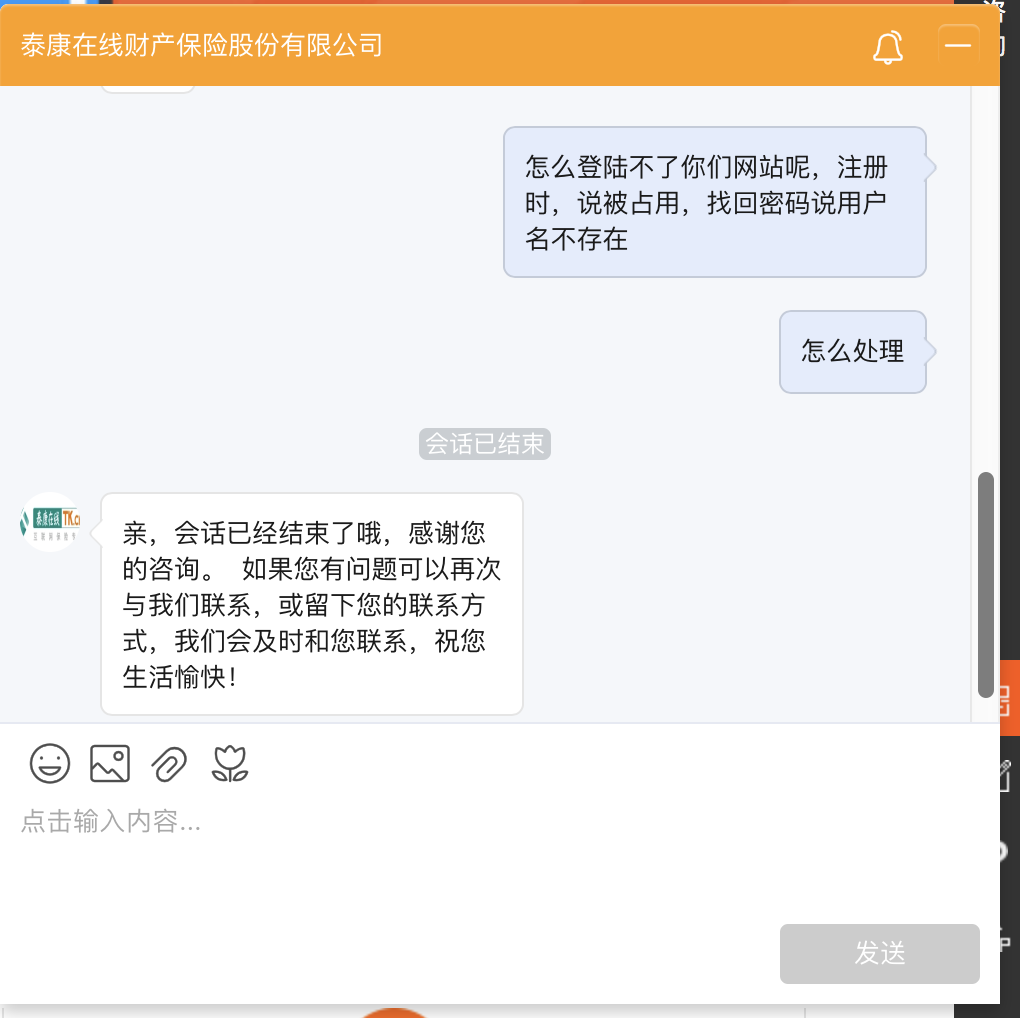 泰康在线财产保险股份有限公司
怎么登陆不了你们网站呢，注册
时，说被占用，找回密码说用户
名不存在
怎么处理
会话已结束
泰康在线 TK.c
亲，会话已经结束了哦，感谢您
的咨询。 如果您有问题可以再次
与我们联系，或留下您的联系方
式，我们会及时和您联系，祝您
生活愉快！
点击输入内容...
发送